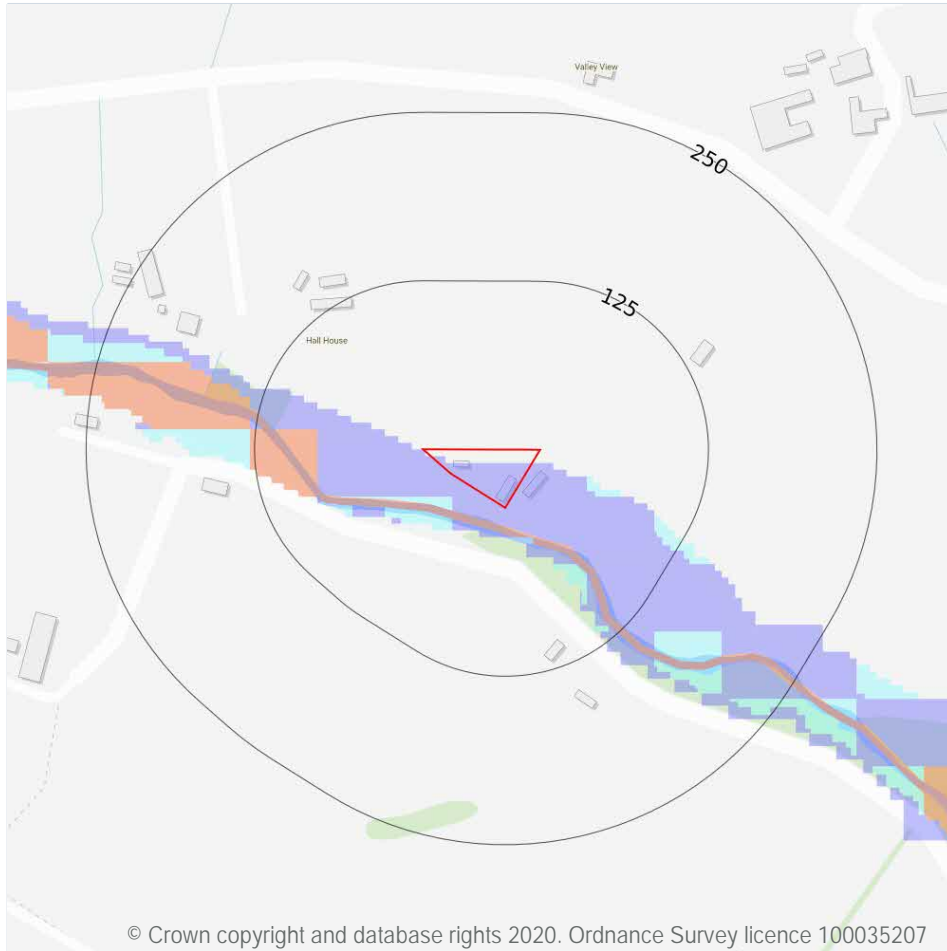 Valley View
250
125
Hall House
© Crown copyright and database rights 2020. Ordnance Survey licence 100035207